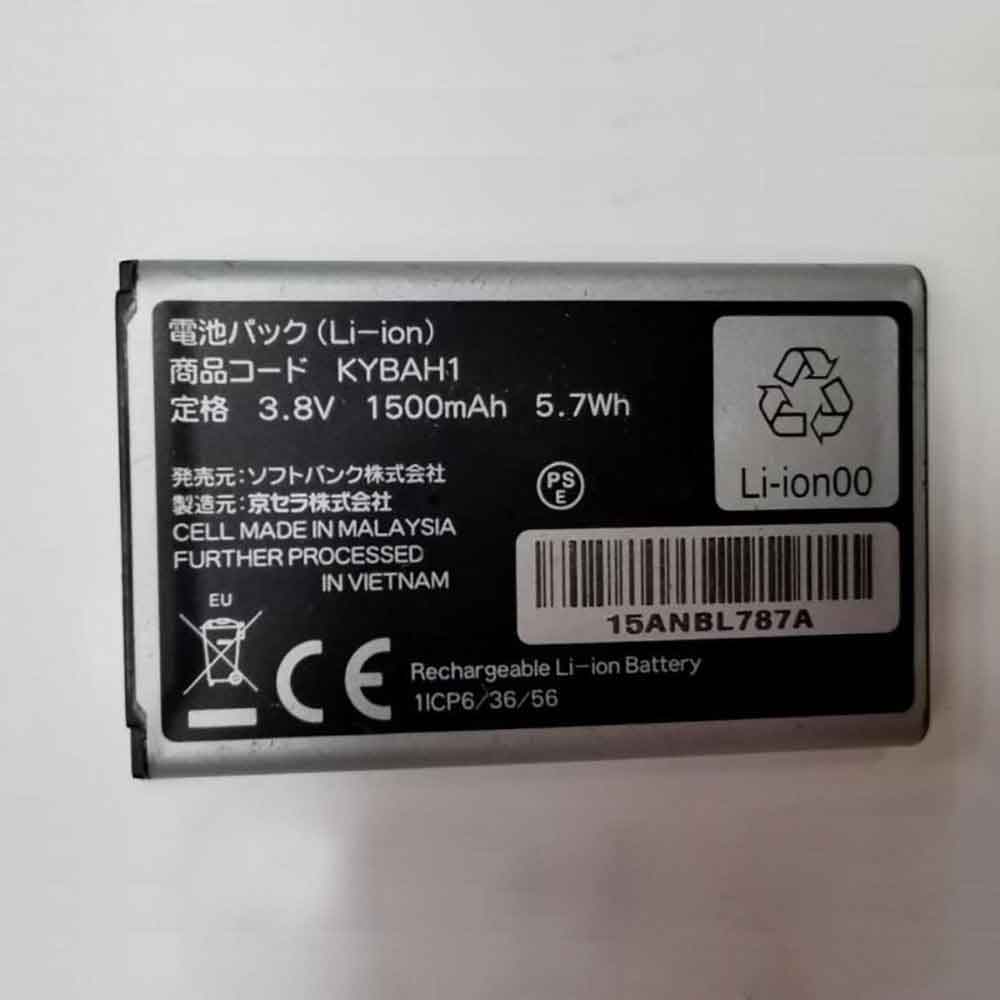 電池パック(Li-ion)
商品コード KYBAH1
定格 3.8V 1500mAh 5.7Wh
Li-ion00
発売元:ソフトバンク株式会社
製造元:京セラ株式会社
PS
E
CELL MADE IN MALAYSIA
FURTHER PROCESSED
IN VIETNAM
15ANBL787A
EU
CE
Rechargeable Li-ion Battery
1ICP6/36/56